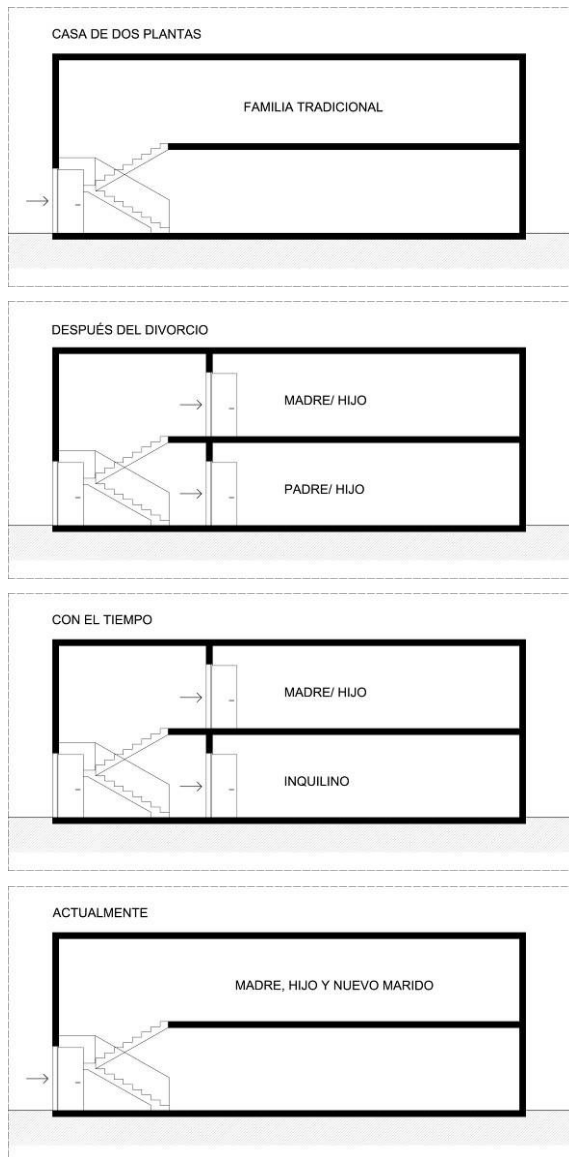 CASA DE DOS PLANTAS
FAMILIA TRADICIONAL
DESPUÉS DEL DIVORCIO
MADRE/ HIJO
PADRE/ HIJO
CON EL TIEMPO
MADRE/ HIJO
INQUILINO
ACTUALMENTE
MADRE, HIJO Y NUEVO MARIDO